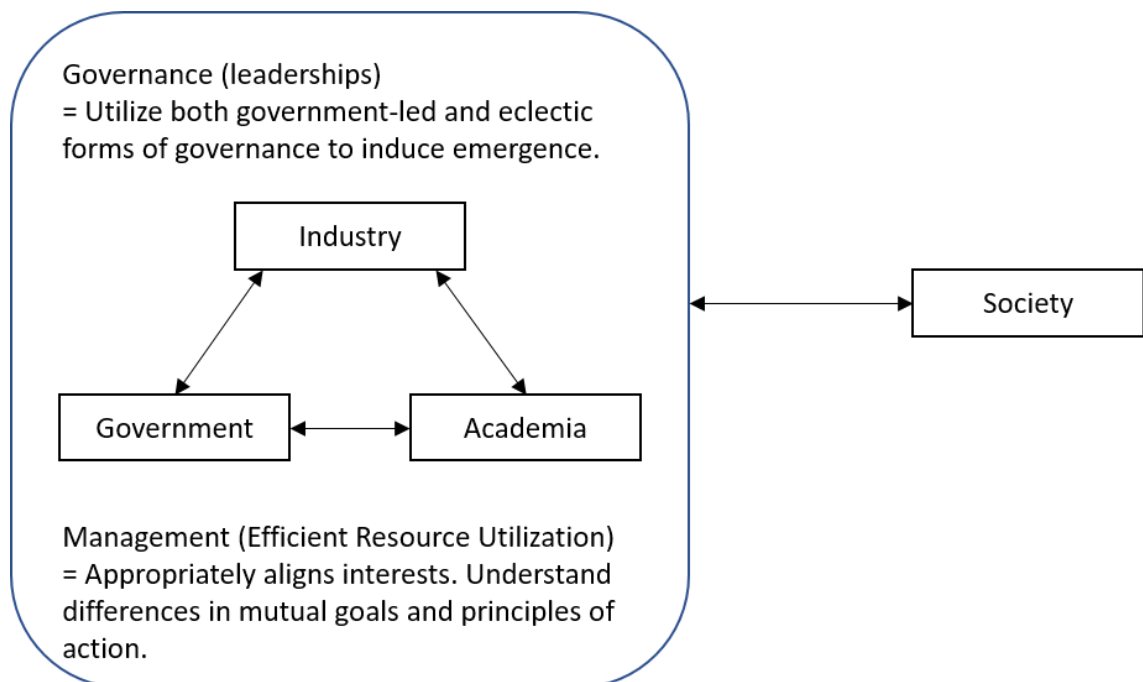 Governance (leaderships)
= Utilize both government-led and eclectic
forms of governance to induce emergence.
Industry
Society
Government
Academia
Management (Efficient Resource Utilization)
= Appropriately aligns interests. Understand
differences in mutual goals and principles of
action.